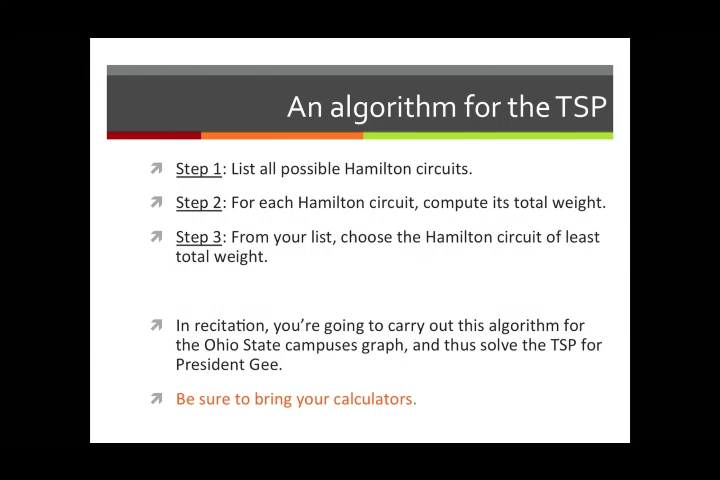 An algorithm for the TSP
Step 1: List all possible Hamilton circuits.
Step 2: For each Hamilton circuit, compute its total weight.
Step 3: From your list, choose the Hamilton circuit of least
total weight.
In recitation, you're going to carry out this algorithm for
the Ohio State campuses graph, and thus solve the TSP for
President Gee.
Be sure to bring your calculators.